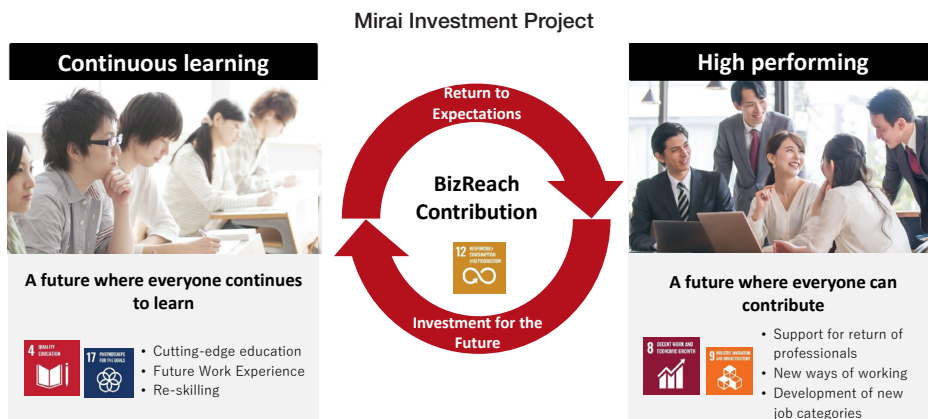 Mirai Investment Project
Continuous learning
High performing
Return to
Expectations
BizReach
Contribution
12 RESPONSIBLE
CONSUMPTION
AND PRODUCTION
Investment for the
Future
A future where everyone continues
to learn
4 QUALITY
EDUCATION
17 PARTNERSHIPS
FOR THE GOALS
• Cutting-edge education
• Future Work Experience
• Re-skilling
A future where everyone can
contribute
8 DECENT WORK AND
ECONOMIC GROWTH
9 INDUSTRY, INNOVATION
AND INFRASTRUCTURE
• Support for return of
professionals
• New ways of working
• Development of new
job categories